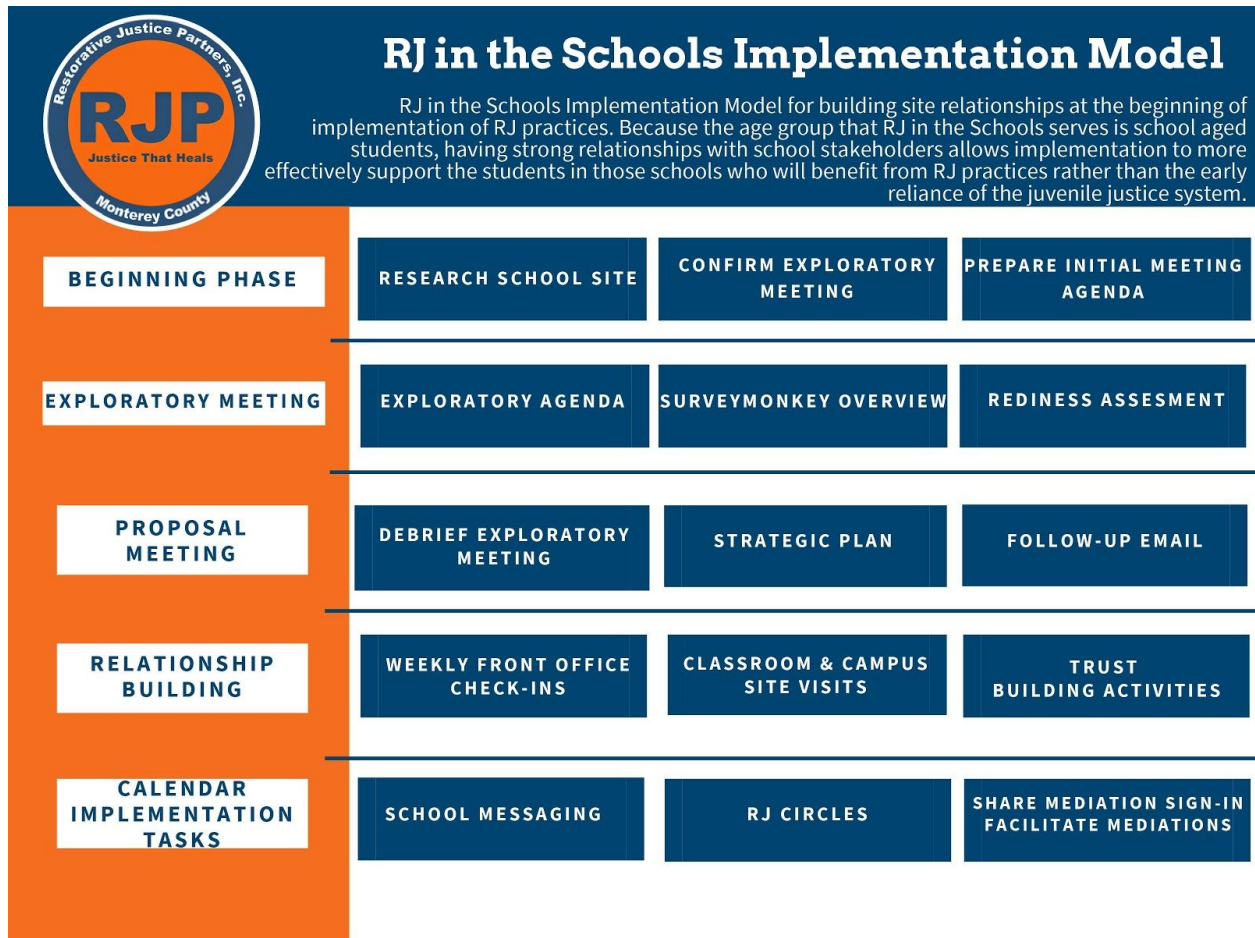 Restorative Justice Partners, Inc.
RJP
Justice That Heals
Monterey County
RJ in the Schools Implementation Model
RJ in the Schools Implementation Model for building site relationships at the beginning of
implementation of RJ practices. Because the age group that RJ in the Schools serves is school aged
students, having strong relationships with school stakeholders allows implementation to more
effectively support the students in those schools who will benefit from RJ practices rather than the early
reliance of the juvenile justice system.
BEGINNING PHASE
RESEARCH SCHOOL SITE
CONFIRM EXPLORATORY
MEETING
PREPARE INITIAL MEETING
AGENDA
EXPLORATORY MEETING
EXPLORATORY AGENDA
SURVEYMONKEY OVERVIEW
REDINESS ASSESMENT
PROPOSAL
MEETING
DEBRIEF EXPLORATORY
MEETING
STRATEGIC PLAN
FOLLOW-UP EMAIL
RELATIONSHIP
BUILDING
WEEKLY FRONT OFFICE
CHECK-INS
CLASSROOM & CAMPUS
SITE VISITS
TRUST
BUILDING ACTIVITIES
CALENDAR
IMPLEMENTATION
TASKS
SCHOOL MESSAGING
RJ CIRCLES
SHARE MEDIATION SIGN-IN
FACILITATE MEDIATIONS